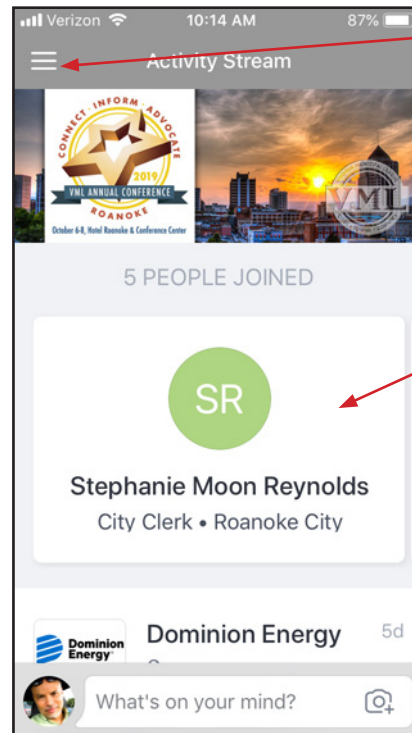 Verizon 10:14 AM 87%
Activity Stream
CONNECT • INFORM • ADVOCATE
2019
VML ANNUAL CONFERENCE
ROANOKE
October 6-8, Hotel Roanoke & Conference Center
VML
5 PEOPLE JOINED
SR
Stephanie Moon Reynolds
City Clerk • Roanoke City
Dominion Energy 5d
Dominion
Energy
What's on your mind?